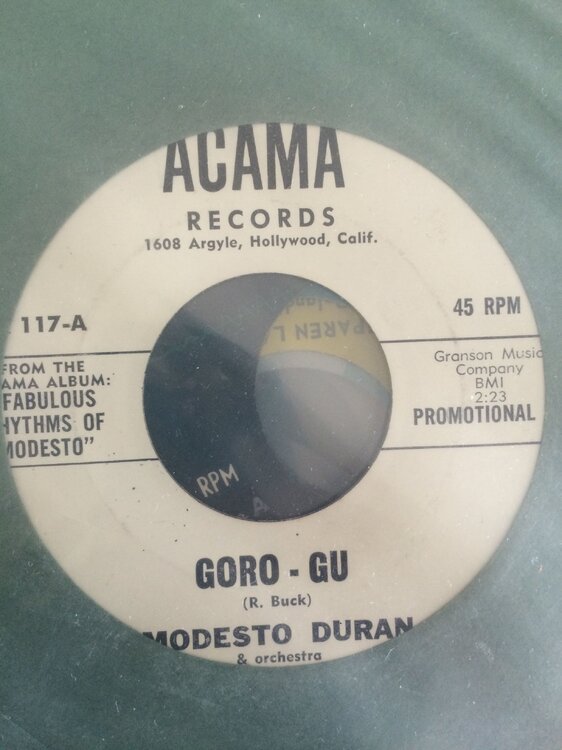 ACAMA
RECORDS
1608 Argyle, Hollywood, Calif.
117-A
45 RPM
FROM THE
AMA ALBUM:
FABULOUS
HYTHMS OF
MODESTO"
Granson Music
Company
BMI
2:23
PROMOTIONAL
PAREN L
RPM
A
GORO - GU
(R. Buck)
MODESTO DURAN
& orchestra